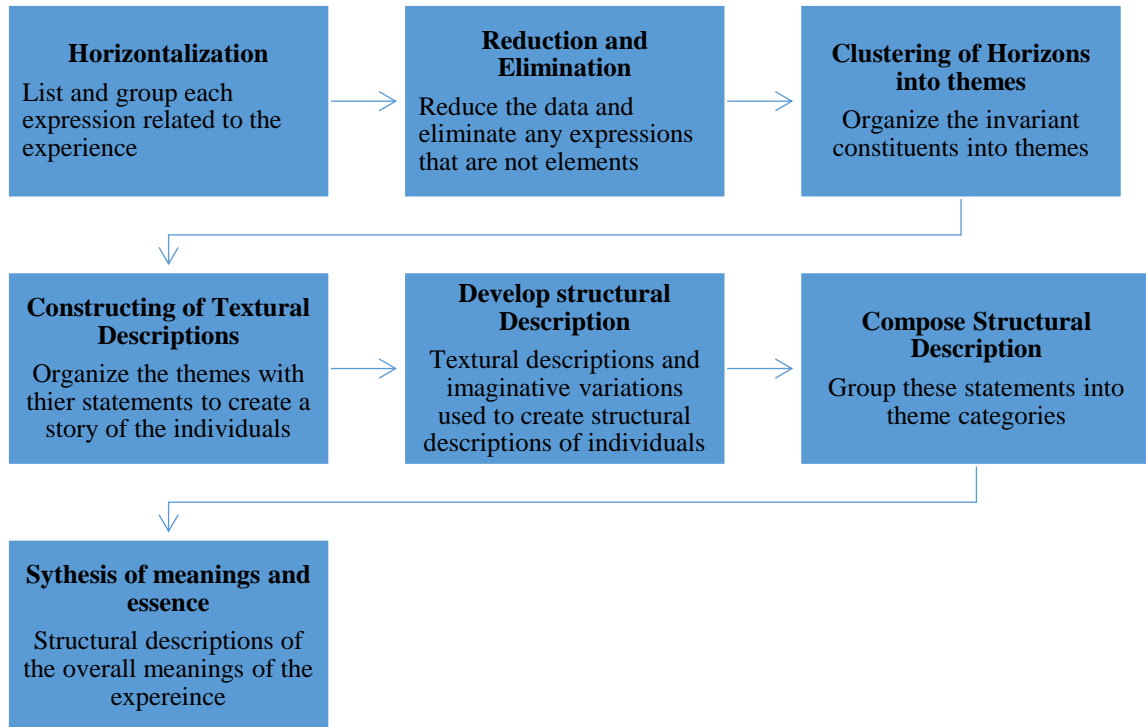 Horizontalization
List and group each
expression related to the
experience
Reduction and
Elimination
Reduce the data and
eliminate any expressions
that are not elements
Clustering of Horizons
into themes
Organize the invariant
constituents into themes
Constructing of Textural
Descriptions
Organize the themes with
thier statements to create a
story of the individuals
Develop structural
Description
Textural descriptions and
imaginative variations
used to create structural
descriptions of individuals
Compose Structural
Description
Group these statements into
theme categories
Sythesis of meanings and
essence
Structural descriptions of
the overall meanings of the
expereince